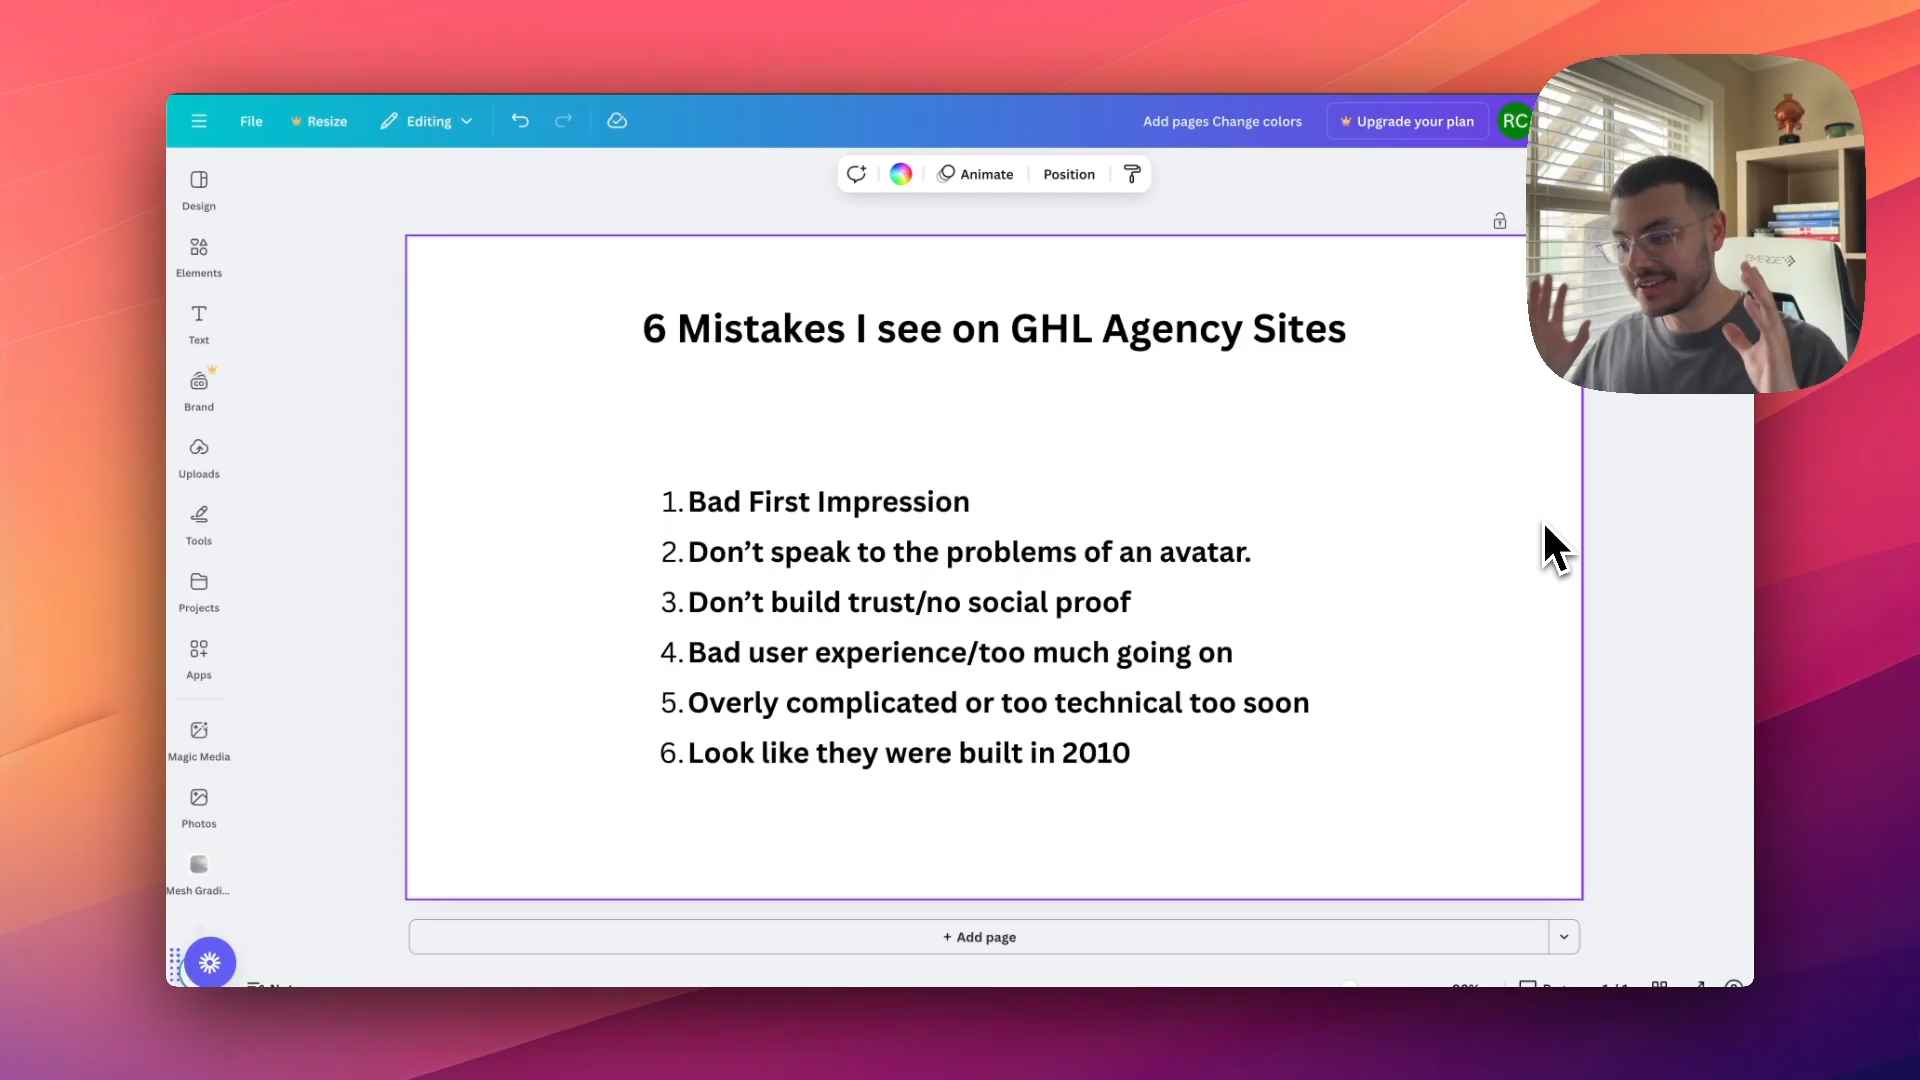 File
Resize
Editing
Add pages Change colors
Upgrade your plan
RC
Animate
Position
Design
Elements
Text
Brand
Uploads
Tools
Projects
Apps
Magic Media
Photos
Mesh Gradi...
6 Mistakes I see on GHL Agency Sites
1. Bad First Impression
2. Don’t speak to the problems of an avatar.
3. Don’t build trust/no social proof
4. Bad user experience/too much going on
5. Overly complicated or too technical too soon
6. Look like they were built in 2010
+ Add page
EMERGE